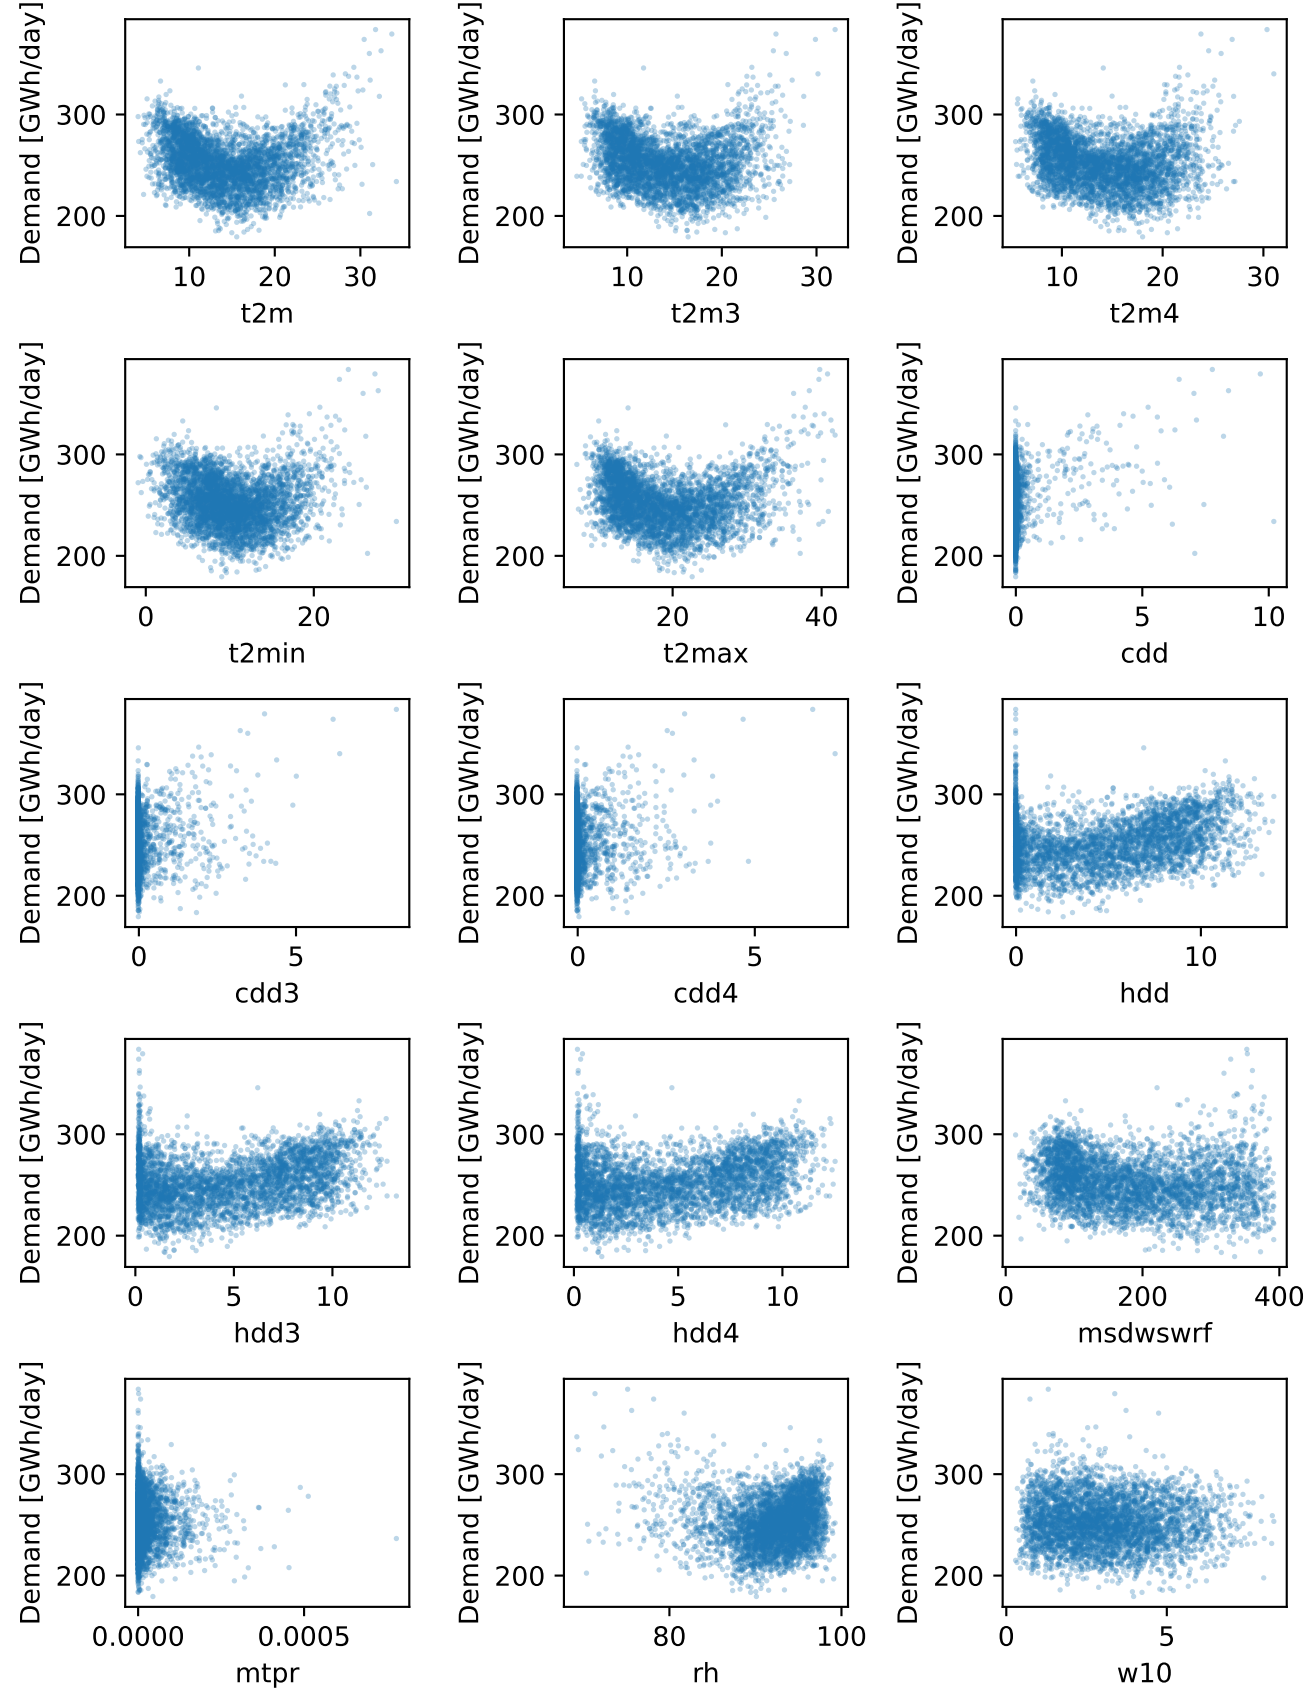 Demand [GWh/day]
300
200
10 20 30
t2m
Demand [GWh/day]
300
200
10 20 30
t2m3
Demand [GWh/day]
300
200
10 20 30
t2m4
Demand [GWh/day]
300
200
0 20
t2min
Demand [GWh/day]
300
200
20 40
t2max
Demand [GWh/day]
300
200
0 5 10
cdd
Demand [GWh/day]
300
200
0 5
cdd3
Demand [GWh/day]
300
200
0 5
cdd4
Demand [GWh/day]
300
200
0 10
hdd
Demand [GWh/day]
300
200
0 5 10
hdd3
Demand [GWh/day]
300
200
0 5 10
hdd4
Demand [GWh/day]
300
200
0 200 400
msdwswrf
Demand [GWh/day]
300
200
0.0000 0.0005
mtpr
Demand [GWh/day]
300
200
80 100
rh
Demand [GWh/day]
300
200
0 5
w10